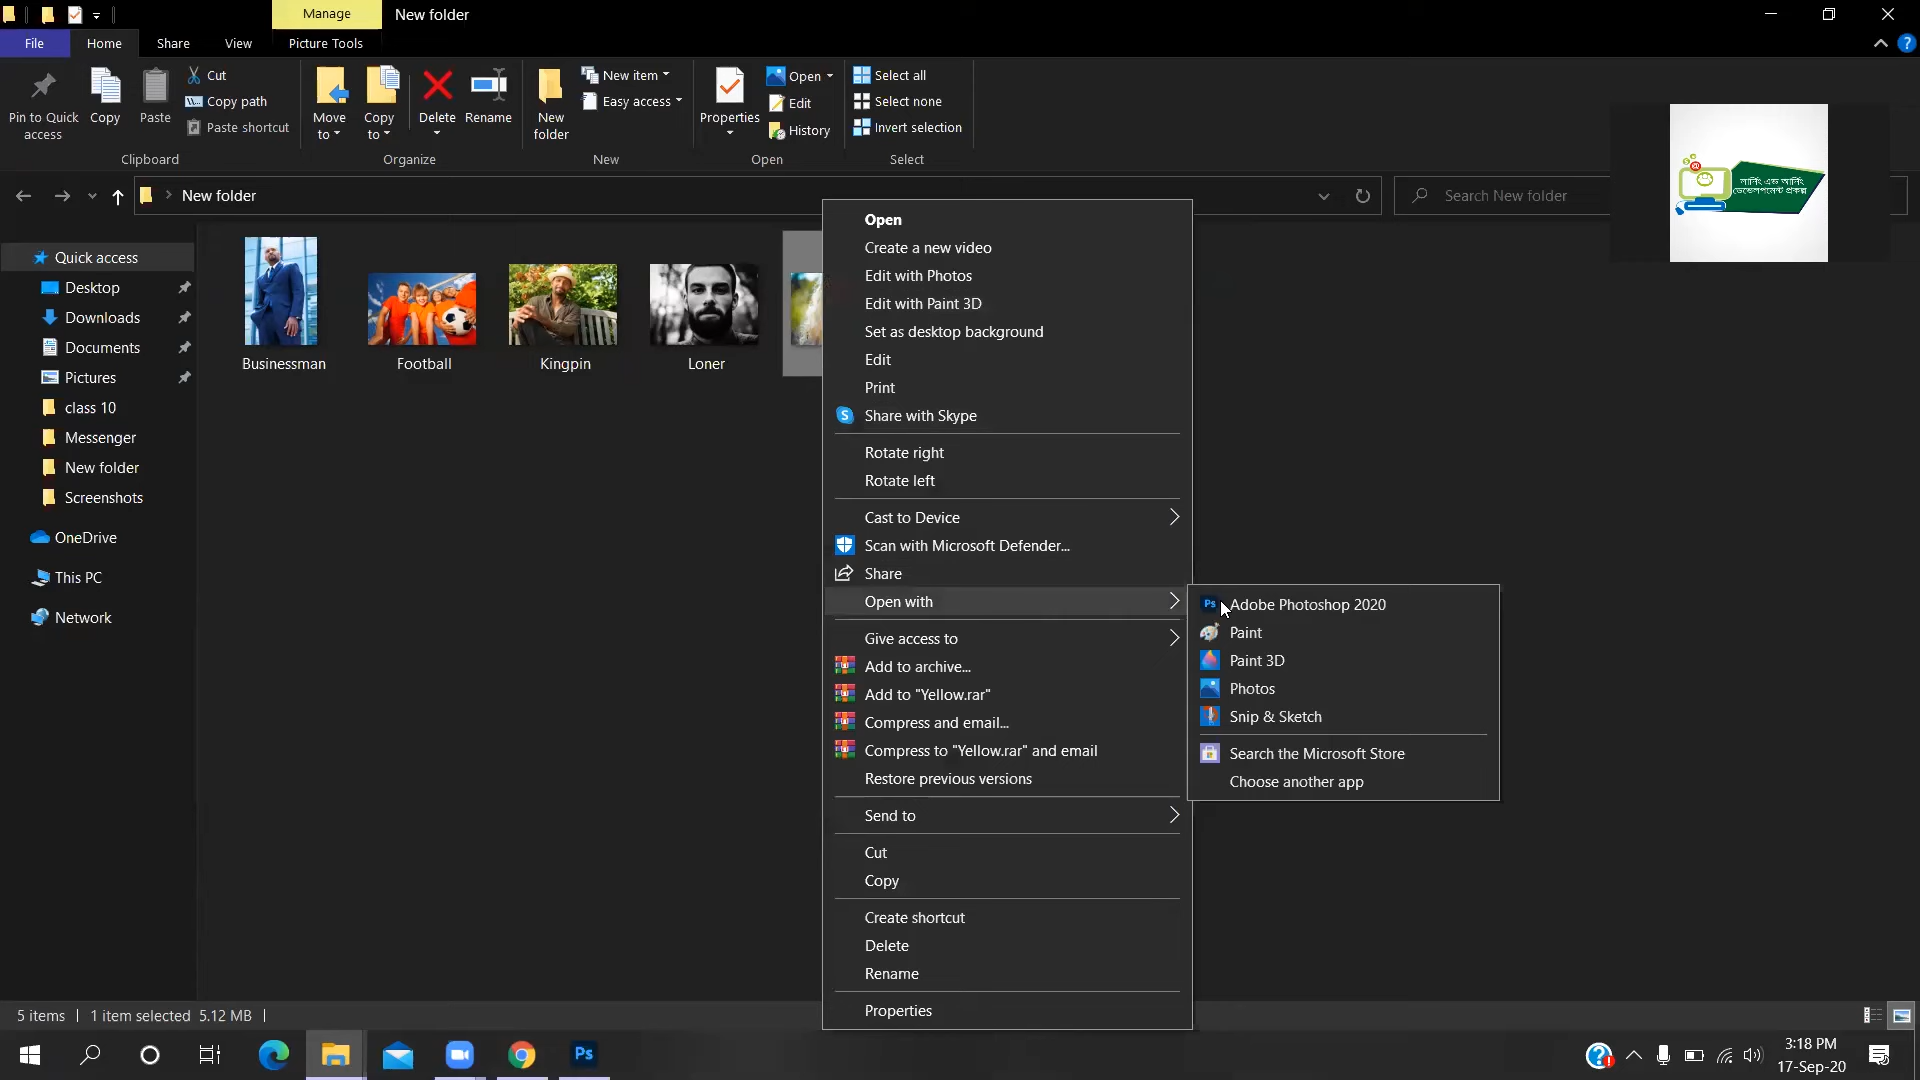 Manage
New folder
File
Home
Share
View
Picture Tools
Pin to Quick access
Copy
Paste
Cut
Copy path
Paste shortcut
Clipboard
Move to
Copy to
Delete
Rename
Organize
New folder
New item
Easy access
New
Properties
Open
Edit
History
Open
Select all
Select none
Invert selection
Select
New folder
Search New folder
লার্নিং এন্ড আর্নিং
ডেভেলপমেন্ট প্রকল্প
Quick access
Desktop
Downloads
Documents
Pictures
class 10
Messenger
New folder
Screenshots
OneDrive
This PC
Network
Businessman
Football
Kingpin
Loner
Open
Create a new video
Edit with Photos
Edit with Paint 3D
Set as desktop background
Edit
Print
Share with Skype
Rotate right
Rotate left
Cast to Device
Scan with Microsoft Defender...
Share
Open with
Give access to
Add to archive...
Add to "Yellow.rar"
Compress and email...
Compress to "Yellow.rar" and email
Restore previous versions
Send to
Cut
Copy
Create shortcut
Delete
Rename
Properties
Ps Adobe Photoshop 2020
Paint
Paint 3D
Photos
Snip & Sketch
Search the Microsoft Store
Choose another app
5 items
1 item selected 5.12 MB
Ps
3:18 PM
17-Sep-20